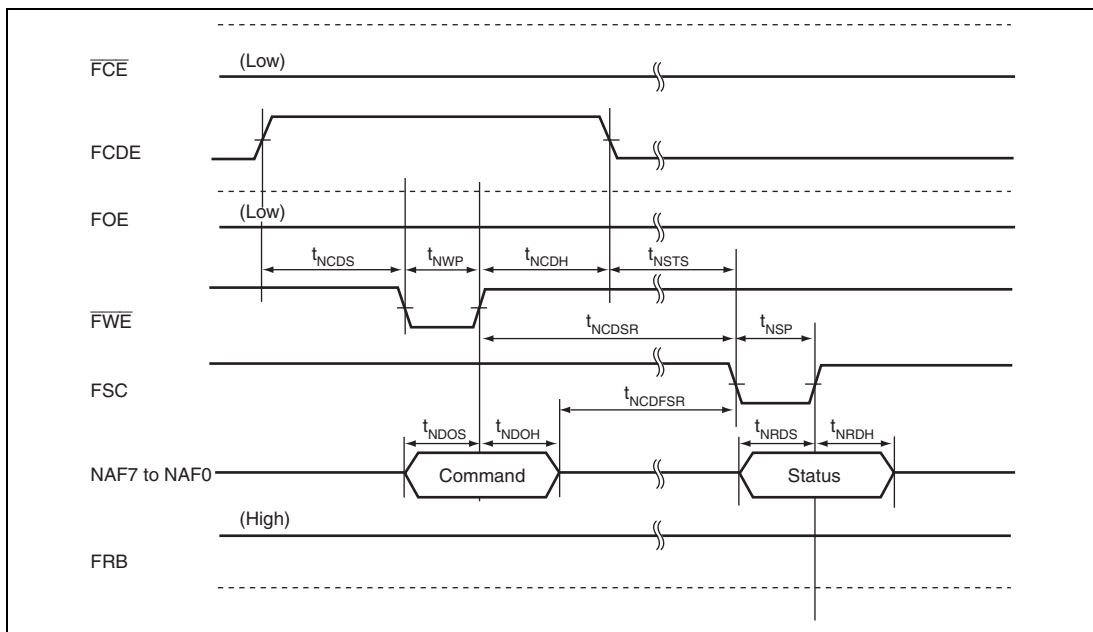 (Low)
FCE
FCDE
(Low)
FOE
tNCDS tNWP tNCDH tNSTS
FWE
tNCDSR tNSP
FSC
tNCDFSR
tNDOS tNDOH tNRDS tNRDH
NAF7 to NAF0 Command Status
(High)
FRB